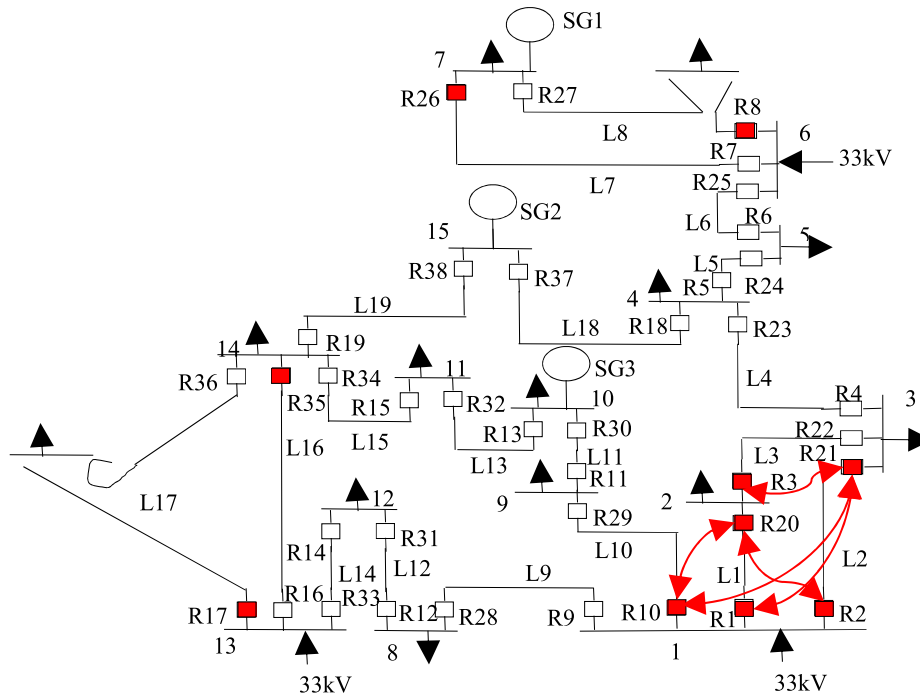 SG1
7
R26
R27
R8
6
L8
R7
33kV
L7
R25
SG2
L6
R6
5
15
R38
R37
L5
R5
R24
4
L19
L18
R18
R23
R19
14
SG3
R36
R34
11
L4
R35
R15
R32
10
R4
3
R13
R30
R22
L16
L15
L13
L11
L3
R21
R11
R3
L17
12
9
2
R29
R20
R14
R31
L10
L2
L14
L12
L9
L1
R16
R33
R17
R12
R28
R9
R10
R1
R2
13
8
1
33kV
33kV